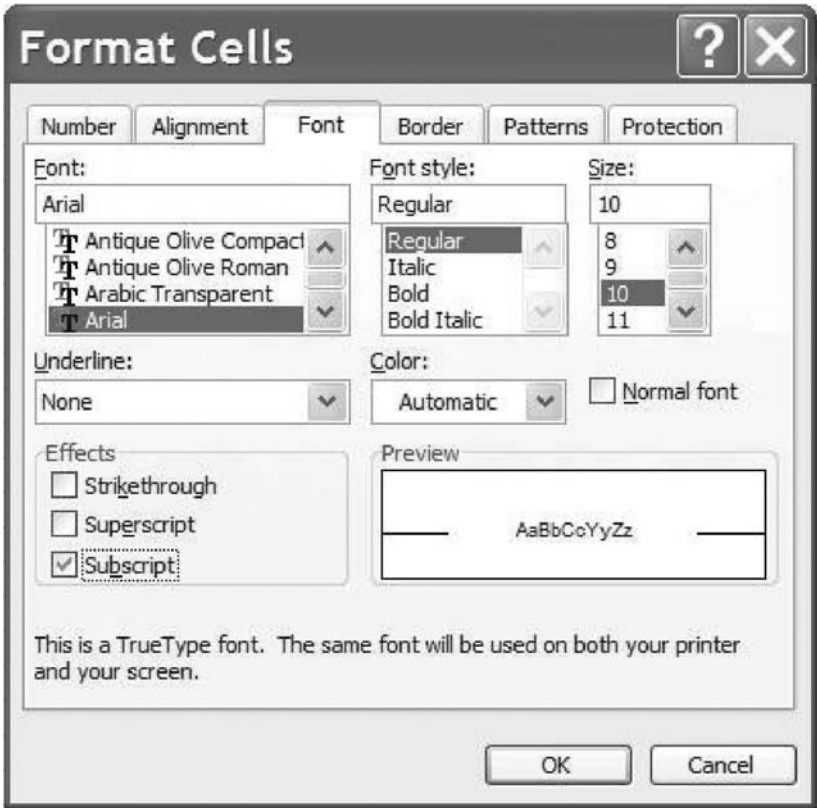 Format Cells ? X
Number Alignment Font Border Patterns Protection
Font: Font style: Size:
Arial Regular 10
Antique Olive Compact Regular 8
Antique Olive Roman Italic 9
Arabic Transparent Bold 10
Arial Bold Italic 11
Underline: Color:
None Automatic Normal font
Effects Preview
Strikethrough
Superscript AaBbCcYyZz
Subscript
This is a TrueType font. The same font will be used on both your printer
and your screen.
OK Cancel